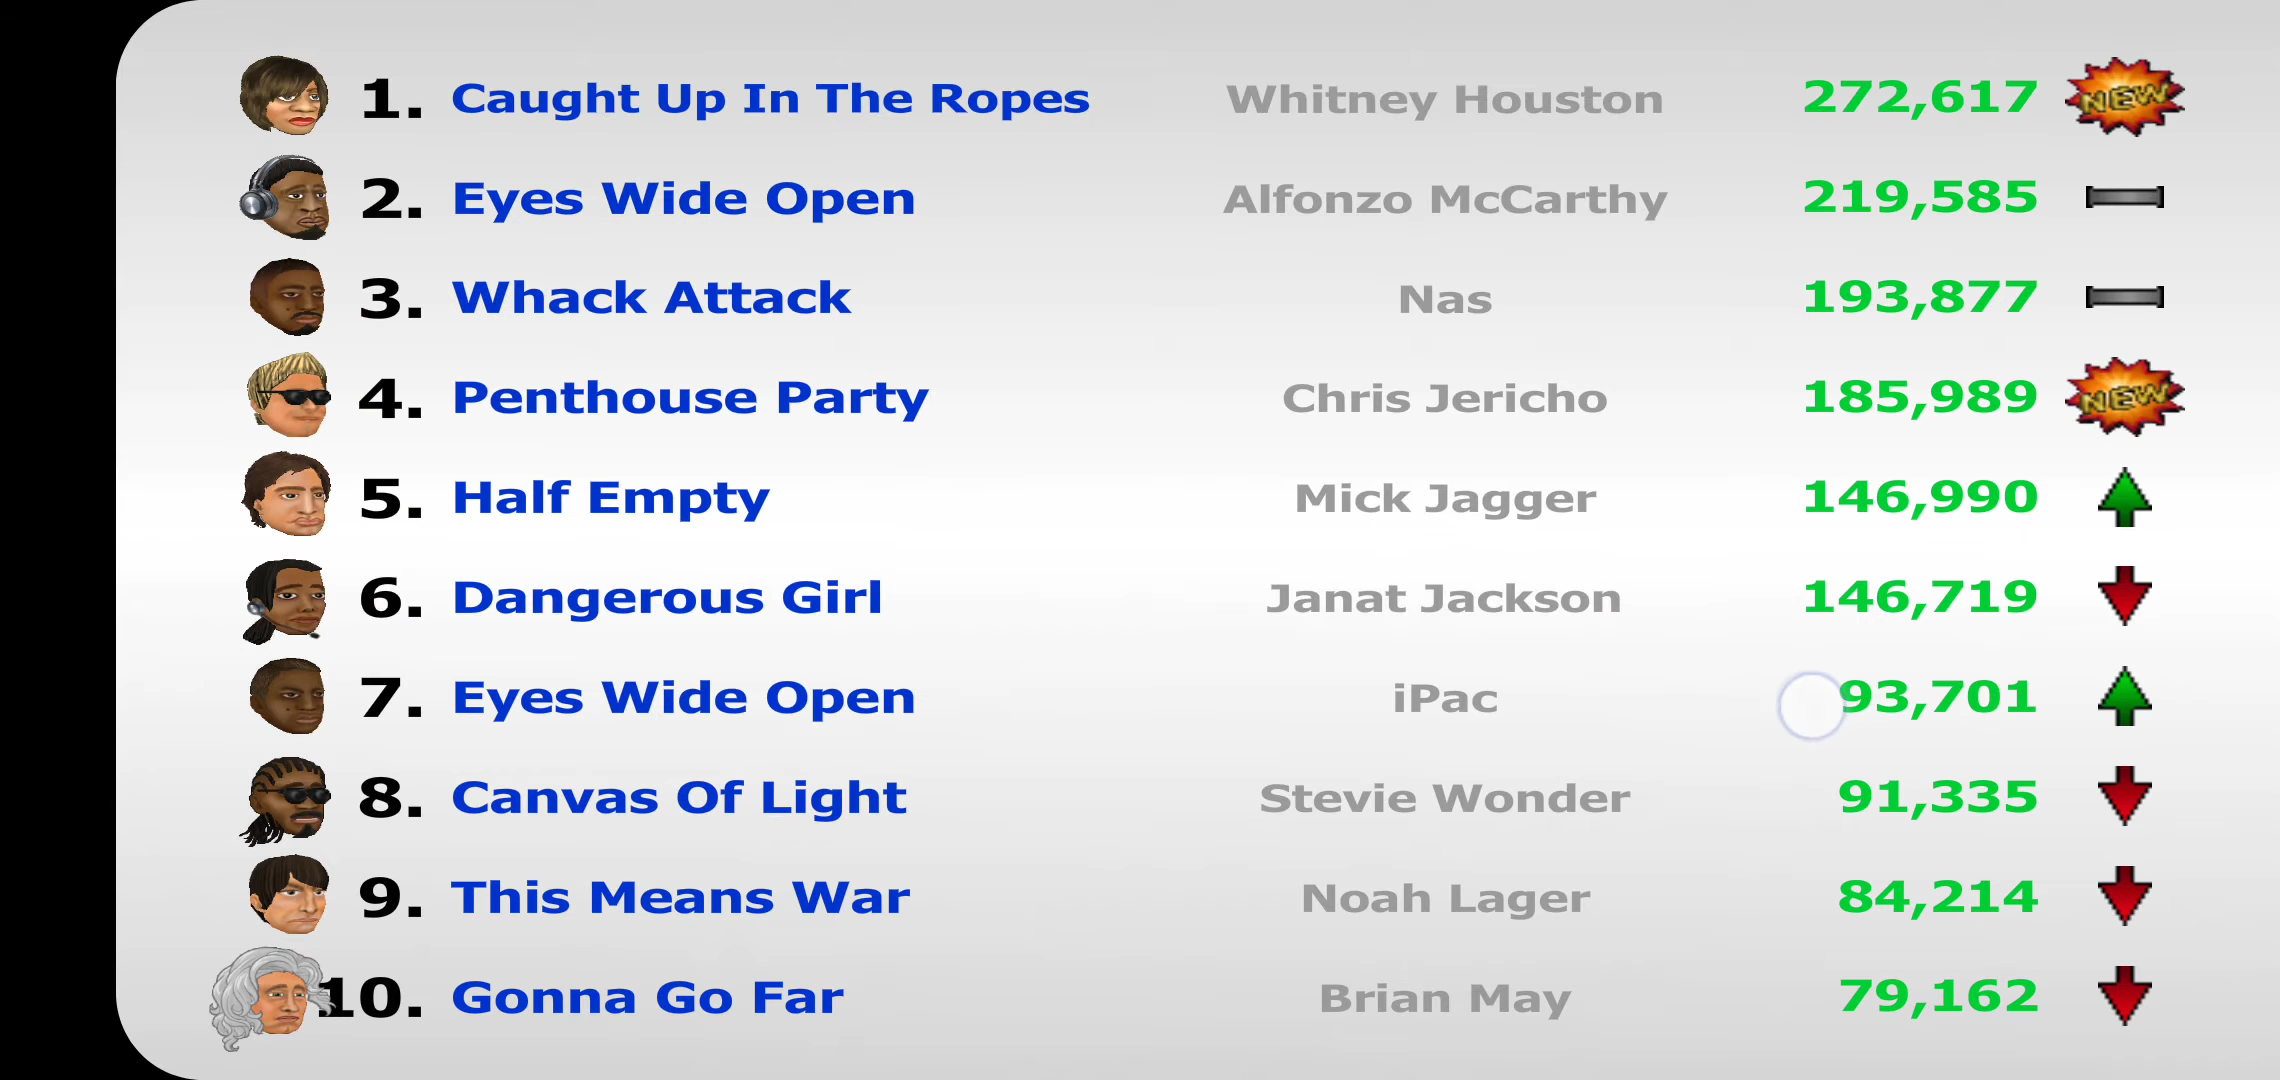 1. Caught Up In The Ropes Whitney Houston 272,617 NEW
2. Eyes Wide Open Alfonzo McCarthy 219,585
3. Whack Attack Nas 193,877
4. Penthouse Party Chris Jericho 185,989 NEW
5. Half Empty Mick Jagger 146,990
6. Dangerous Girl Janat Jackson 146,719
7. Eyes Wide Open iPac 93,701
8. Canvas Of Light Stevie Wonder 91,335
9. This Means War Noah Lager 84,214
10. Gonna Go Far Brian May 79,162